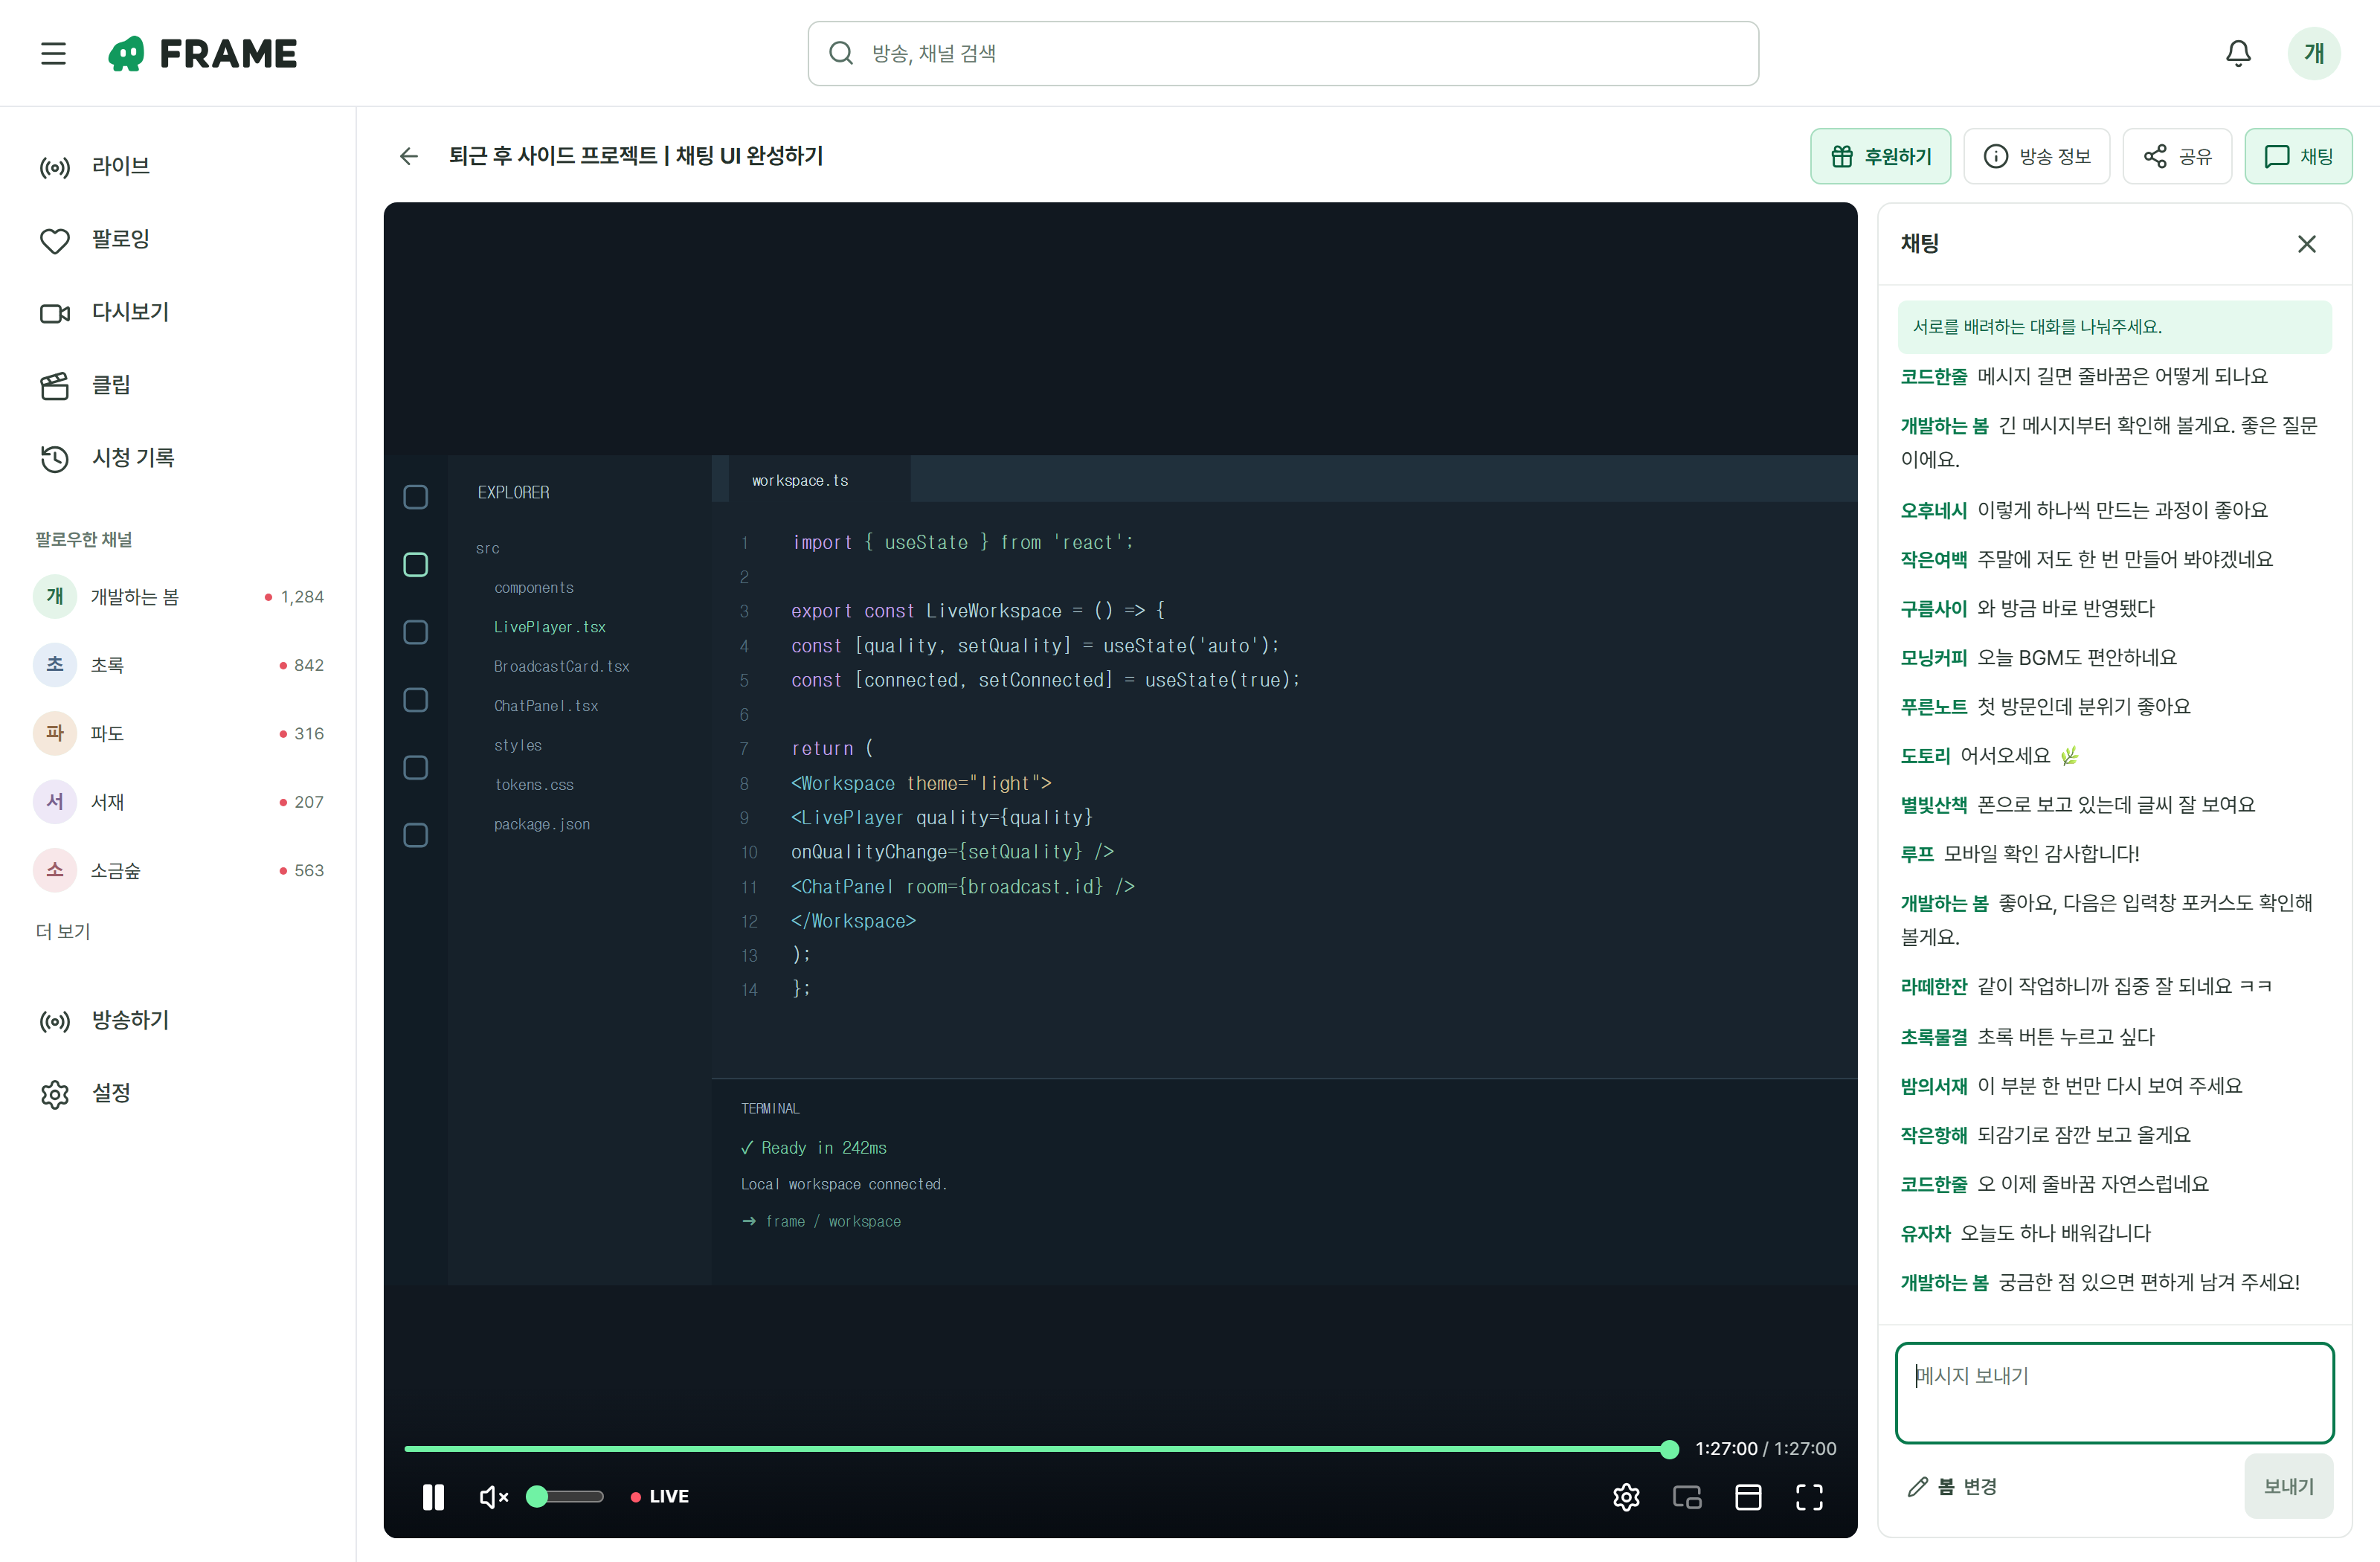 FRAME
방송, 채널 검색
개
라이브
팔로잉
다시보기
클립
시청 기록
팔로우한 채널
개 개발하는 봄 1,284
초 초록 842
파 파도 316
서 서재 207
소 소금숲 563
더 보기
방송하기
설정
퇴근 후 사이드 프로젝트 | 채팅 UI 완성하기
후원하기
방송 정보
공유
채팅
EXPLORER
src
components
LivePlayer.tsx
BroadcastCard.tsx
ChatPanel.tsx
styles
tokens.css
package.json
workspace.ts
1 import { useState } from 'react';
2
3 export const LiveWorkspace = () => {
4 const [quality, setQuality] = useState('auto');
5 const [connected, setConnected] = useState(true);
6
7 return (
8 <Workspace theme="light">
9 <LivePlayer quality={quality}
10 onQualityChange={setQuality} />
11 <ChatPanel room={broadcast.id} />
12 </Workspace>
13 );
14 };
TERMINAL
✓ Ready in 242ms
Local workspace connected.
➜ frame / workspace
1:27:00 / 1:27:00
LIVE
채팅
서로를 배려하는 대화를 나눠주세요.
코드한줄 메시지 길면 줄바꿈은 어떻게 되나요
개발하는 봄 긴 메시지부터 확인해 볼게요. 좋은 질문
이에요.
오후네시 이렇게 하나씩 만드는 과정이 좋아요
작은여백 주말에 저도 한 번 만들어 봐야겠네요
구름사이 와 방금 바로 반영됐다
모닝커피 오늘 BGM도 편안하네요
푸른노트 첫 방문인데 분위기 좋아요
도토리 어서오세요 🌿
별빛산책 폰으로 보고 있는데 글씨 잘 보여요
루프 모바일 확인 감사합니다!
개발하는 봄 좋아요, 다음은 입력창 포커스도 확인해
볼게요.
라떼한잔 같이 작업하니까 집중 잘 되네요 ㅋㅋ
초록물결 초록 버튼 누르고 싶다
밤의서재 이 부분 한 번만 다시 보여 주세요
작은항해 되감기로 잠깐 보고 올게요
코드한줄 오 이제 줄바꿈 자연스럽네요
유자차 오늘도 하나 배워갑니다
개발하는 봄 궁금한 점 있으면 편하게 남겨 주세요!
메시지 보내기
봄 변경
보내기